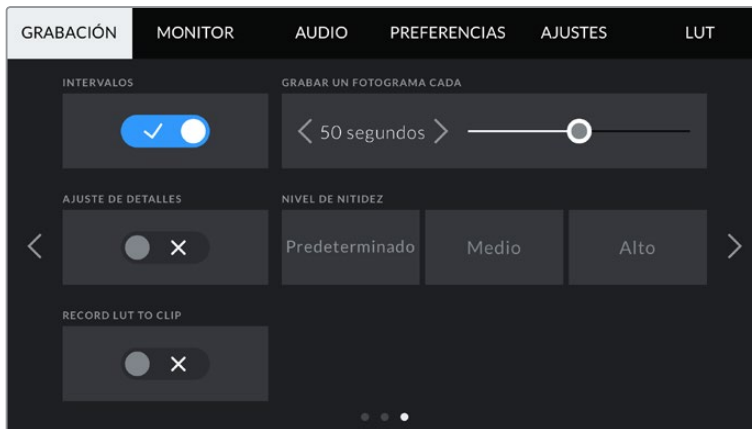 GRABACIÓN MONITOR AUDIO PREFERENCIAS AJUSTES LUT
INTERVALOS GRABAR UN FOTOGRAMA CADA
50 segundos
AJUSTE DE DETALLES NIVEL DE NITIDEZ
Predeterminado Medio Alto
RECORD LUT TO CLIP